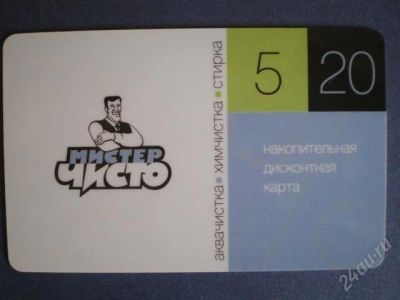 МИСТЕР
ЧИСТО
аквачистка▪химчистка▪стирка
5 20
накопительная
дисконтная
карта
24au.ru